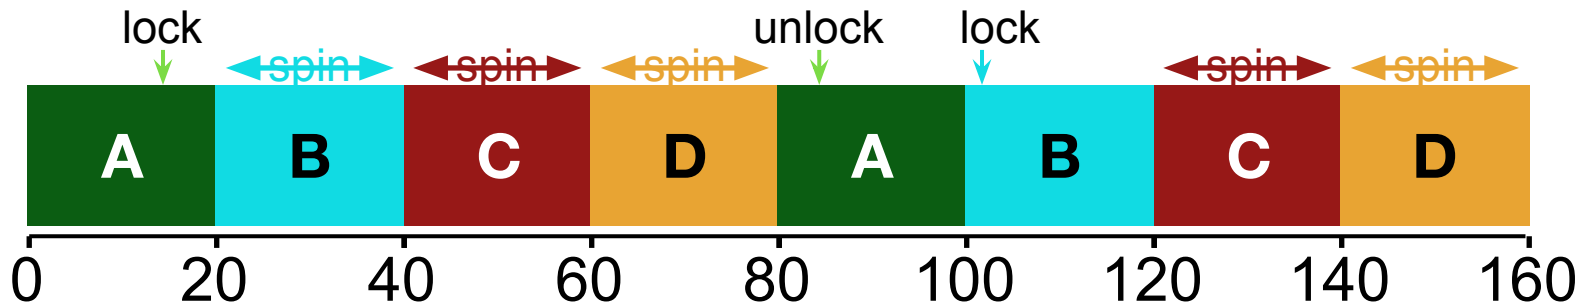 lock unlock lock
spin spin spin spin spin
A B C D A B C D
0 20 40 60 80 100 120 140 160